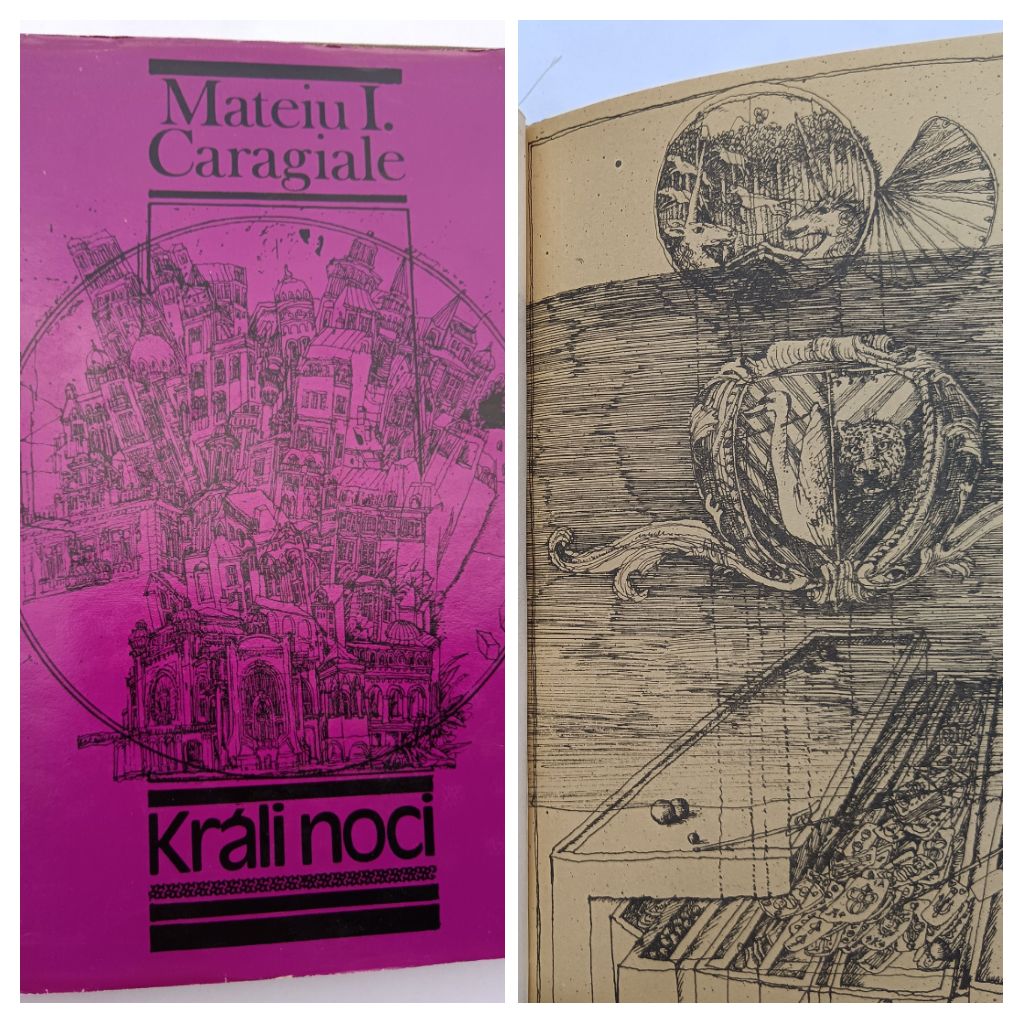 Mateiu I.
Caragiale
Králi noci